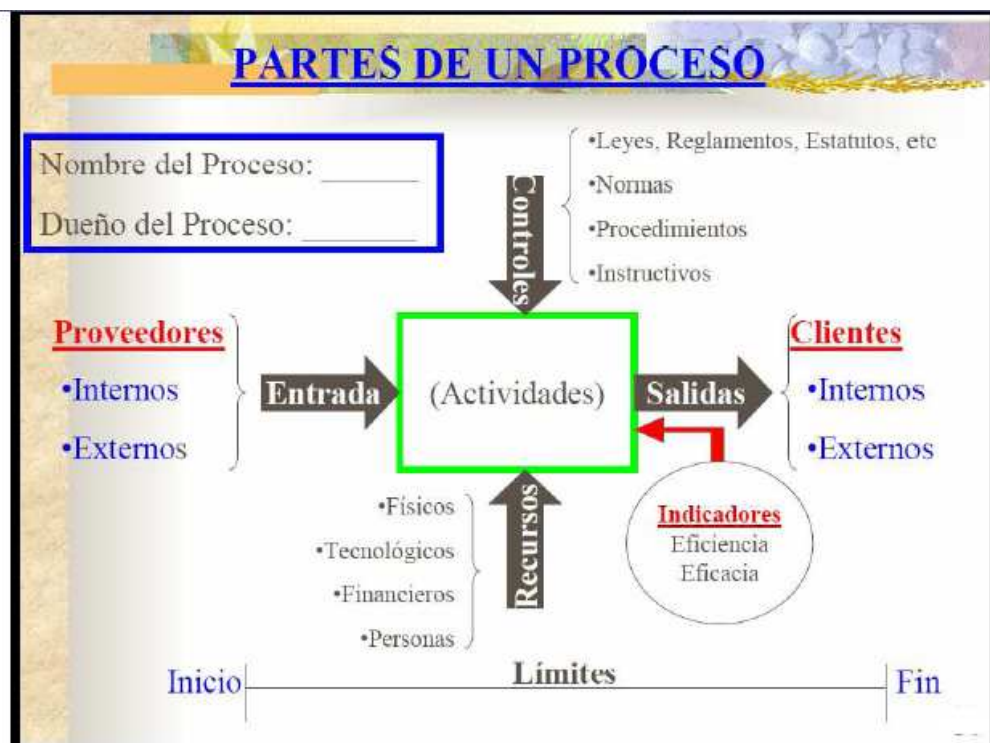 PARTES DE UN PROCESO
Nombre del Proceso: ______
Dueño del Proceso: ______
Controles
•Leyes, Reglamentos, Estatutos, etc
•Normas
•Procedimientos
•Instructivos
Proveedores
•Internos
•Externos
Entrada
(Actividades)
Salidas
Clientes
•Internos
•Externos
•Físicos
•Tecnológicos
•Financieros
•Personas
Recursos
Indicadores
Eficiencia
Eficacia
Inicio
Límites
Fin